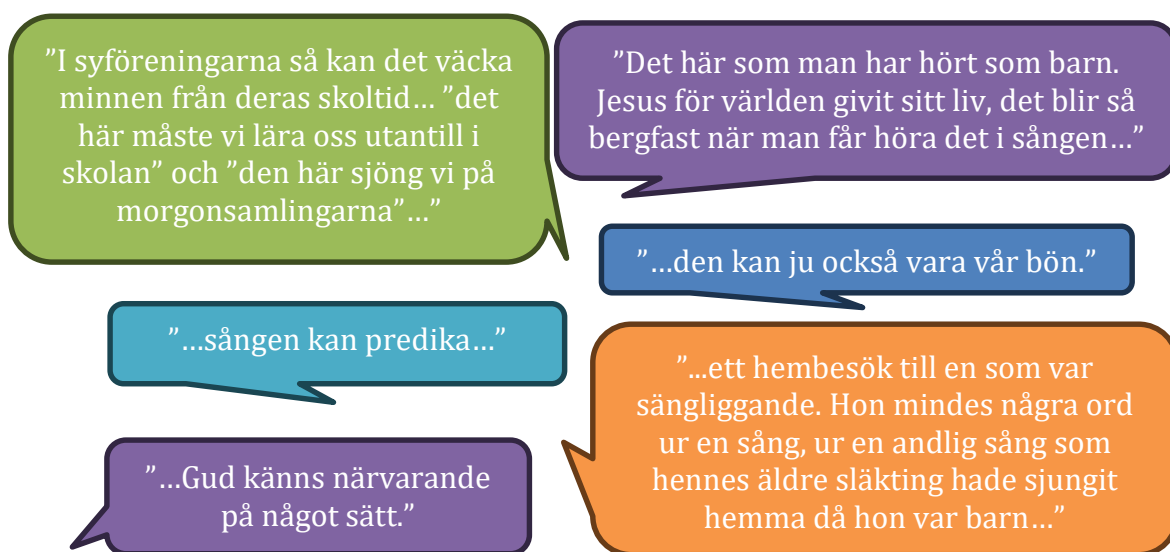 ”I syföreningarna så kan det väcka
minnen från deras skoltid… ”det
här måste vi lära oss utantill i
skolan” och ”den här sjöng vi på
morgonsamlingarna”…”
”Det här som man har hört som barn.
Jesus för världen givit sitt liv, det blir så
bergfast när man får höra det i sången…”
”…den kan ju också vara vår bön.”
”…sången kan predika…”
”...ett hembesök till en som var
sängliggande. Hon mindes några ord
ur en sång, ur en andlig sång som
hennes äldre släkting hade sjungit
hemma då hon var barn…”
”…Gud känns närvarande
på något sätt.”